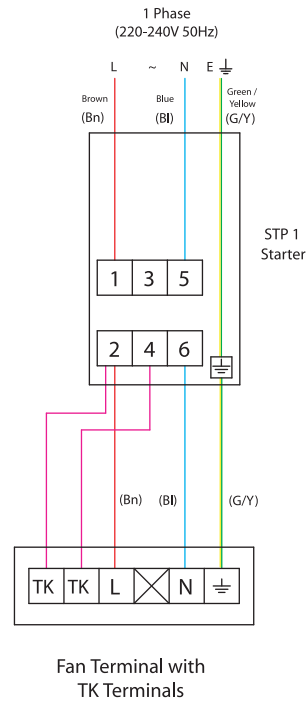 1 Phase
(220-240V 50Hz)
L ~ N E
Brown Blue Green /
Yellow
(Bn) (Bl) (G/Y)
STP 1
Starter
1 3 5
2 4 6
(Bn) (Bl) (G/Y)
TK TK L N
Fan Terminal with
TK Terminals